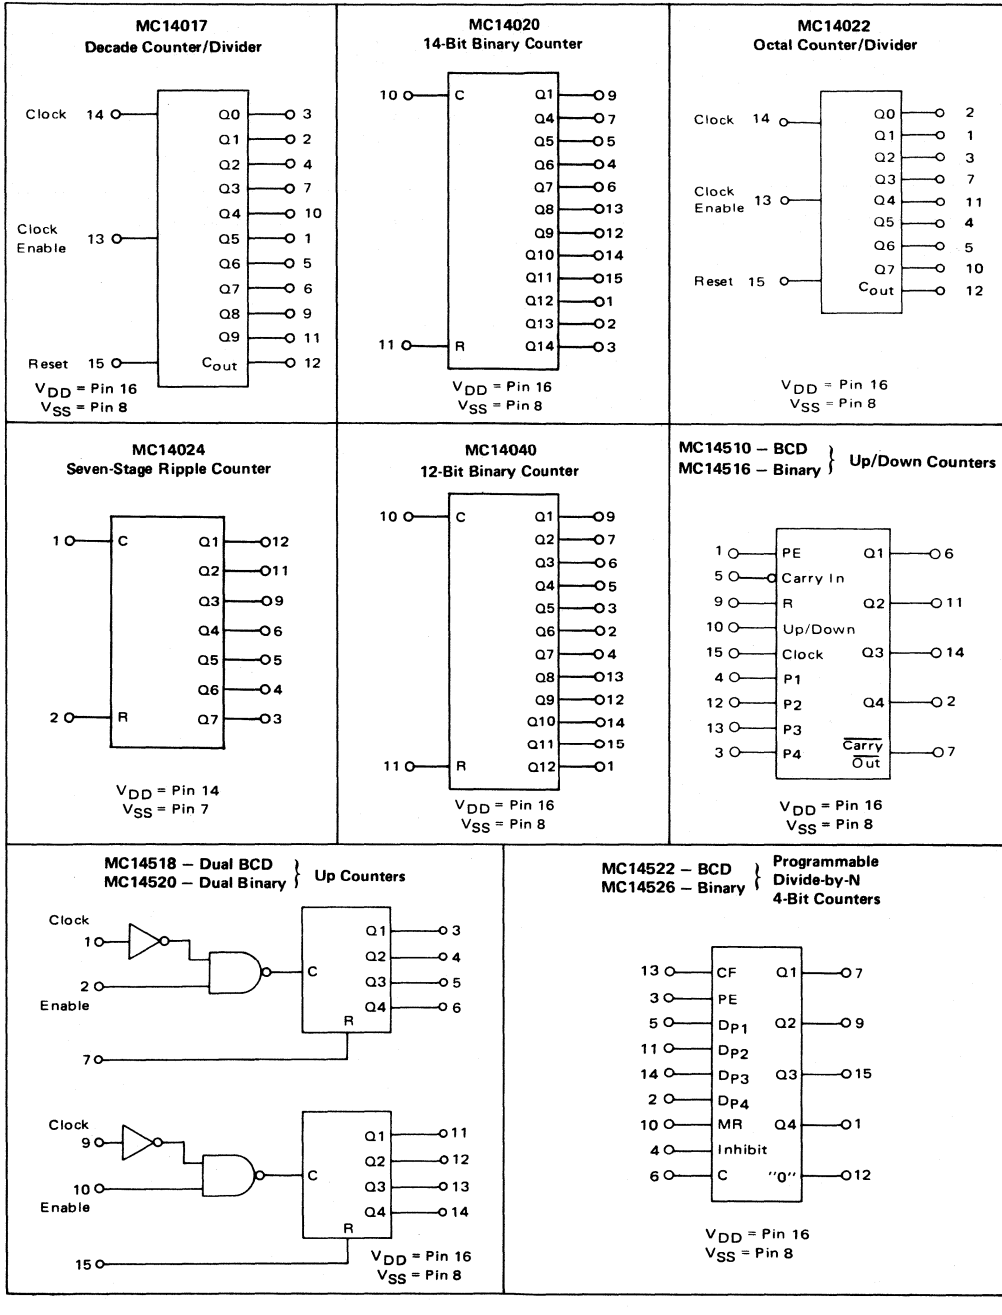 MC14017
Decade Counter/Divider
Clock 14 Q0 3
Q1 2
Q2 4
Q3 7
Q4 10
Clock Enable 13 Q5 1
Q6 5
Q7 6
Q8 9
Q9 11
Reset 15 Cout 12
VDD = Pin 16
VSS = Pin 8
MC14020
14-Bit Binary Counter
10 C Q1 9
Q4 7
Q5 5
Q6 4
Q7 6
Q8 13
Q9 12
Q10 14
Q11 15
Q12 1
Q13 2
11 R Q14 3
VDD = Pin 16
VSS = Pin 8
MC14022
Octal Counter/Divider
Clock 14 Q0 2
Q1 1
Q2 3
Q3 7
Clock Enable 13 Q4 11
Q5 4
Q6 5
Q7 10
Reset 15 Cout 12
VDD = Pin 16
VSS = Pin 8
MC14024
Seven-Stage Ripple Counter
1 C Q1 12
Q2 11
Q3 9
Q4 6
Q5 5
Q6 4
2 R Q7 3
VDD = Pin 14
VSS = Pin 7
MC14040
12-Bit Binary Counter
10 C Q1 9
Q2 7
Q3 6
Q4 5
Q5 3
Q6 2
Q7 4
Q8 13
Q9 12
Q10 14
Q11 15
11 R Q12 1
VDD = Pin 16
VSS = Pin 8
MC14510 – BCD
MC14516 – Binary } Up/Down Counters
1 PE Q1 6
5 Carry In
9 R Q2 11
10 Up/Down
15 Clock Q3 14
4 P1
12 P2 Q4 2
13 P3
3 P4 Carry Out 7
VDD = Pin 16
VSS = Pin 8
MC14518 – Dual BCD
MC14520 – Dual Binary } Up Counters
Clock
1 Q1 3
Q2 4
C
2 Q3 5
Enable Q4 6
R
7
Clock
9 Q1 11
Q2 12
C
10 Q3 13
Enable Q4 14
R
15
VDD = Pin 16
VSS = Pin 8
MC14522 – BCD
MC14526 – Binary } Programmable
Divide-by-N
4-Bit Counters
13 CF Q1 7
3 PE
5 DP1 Q2 9
11 DP2
14 DP3 Q3 15
2 DP4
10 MR Q4 1
4 Inhibit
6 C "0" 12
VDD = Pin 16
VSS = Pin 8